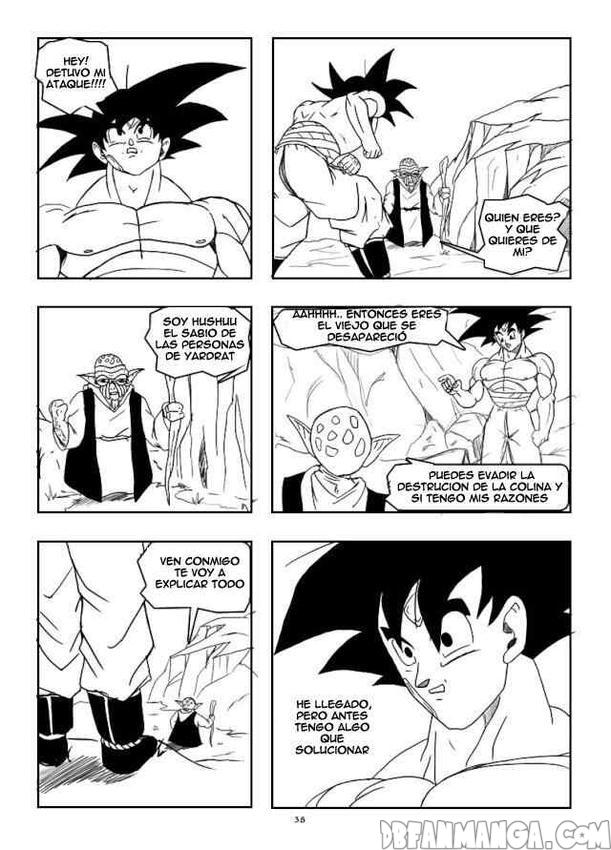 HEY!
DETUVO MI
ATAQUE!!!!
QUIEN ERES?
Y QUE
QUIERES DE
MI?
SOY HUSHUU
EL SABIO DE
LAS PERSONAS
DE YARDRAT
AAHHHH.. ENTONCES ERES
EL VIEJO QUE SE
DESAPARECIÓ
PUEDES EVADIR LA
DESTRUCION DE LA COLINA Y
SI TENGO MIS RAZONES
VEN CONMIGO
TE VOY A
EXPLICAR TODO
HE LLEGADO,
PERO ANTES
TENGO ALGO
QUE
SOLUCIONAR
38
DBFANMANGA.COM